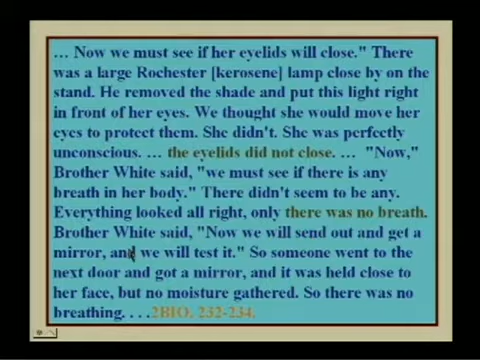 ... Now we must see if her eyelids will close." There
was a large Rochester [kerosene] lamp close by on the
stand. He removed the shade and put this light right
in front of her eyes. We thought she would move her
eyes to protect them. She didn't. She was perfectly
unconscious. ... the eyelids did not close. ... "Now,"
Brother White said, "we must see if there is any
breath in her body." There didn't seem to be any.
Everything looked all right, only there was no breath.
Brother White said, "Now we will send out and get a
mirror, and we will test it." So someone went to the
next door and got a mirror, and it was held close to
her face, but no moisture gathered. So there was no
breathing. . . .2BIO. 232-234.